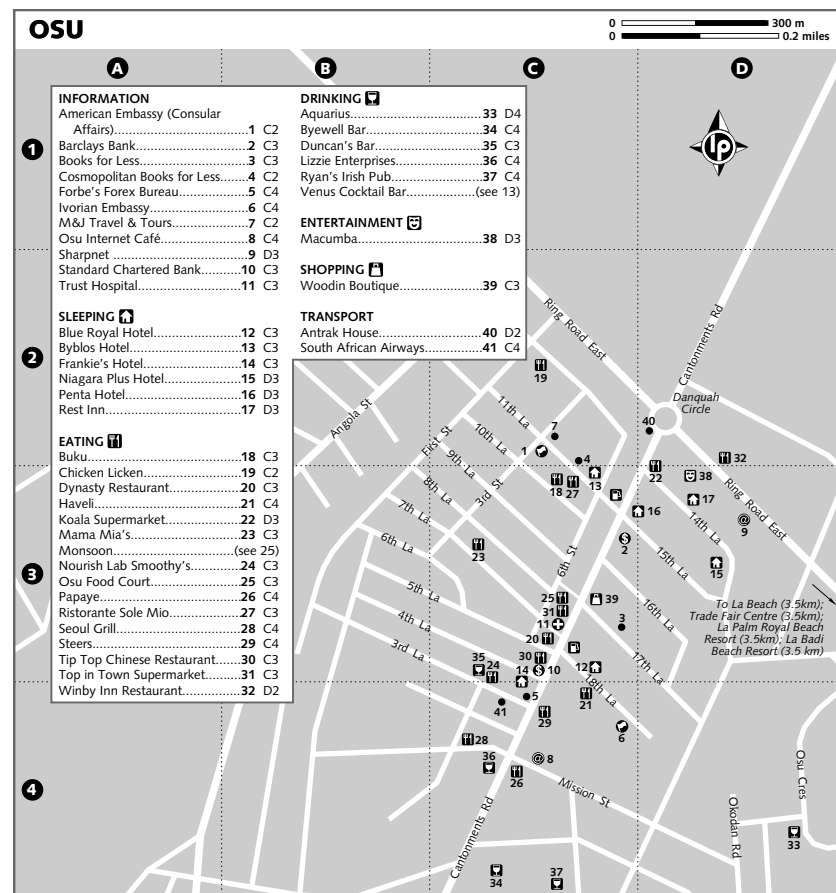 OSU
0 300 m
0 0.2 miles
A B C D
1
2
3
4
INFORMATION
American Embassy (Consular
Affairs)....................................1 C2
Barclays Bank............................2 C3
Books for Less...........................3 C3
Cosmopolitan Books for Less.....4 C2
Forbe's Forex Bureau.................5 C4
Ivorian Embassy........................6 C4
M&J Travel & Tours...................7 C2
Osu Internet Café......................8 C4
Sharpnet...................................9 D3
Standard Chartered Bank..........10 C3
Trust Hospital...........................11 C3
SLEEPING
Blue Royal Hotel.......................12 C3
Byblos Hotel.............................13 C3
Frankie's Hotel..........................14 C3
Niagara Plus Hotel....................15 D3
Penta Hotel..............................16 D3
Rest Inn...................................17 D3
EATING
Buku........................................18 C3
Chicken Licken..........................19 C2
Dynasty Restaurant...................20 C3
Haveli.......................................21 C4
Koala Supermarket....................22 D3
Mama Mia's..............................23 C3
Monsoon..............................(see 25)
Nourish Lab Smoothy's.............24 C3
Osu Food Court........................25 C3
Papaye.....................................26 C4
Ristorante Sole Mio...................27 C3
Seoul Grill.................................28 C4
Steers.......................................29 C4
Tip Top Chinese Restaurant.......30 C3
Top in Town Supermarket.........31 C3
Winby Inn Restaurant................32 D2
DRINKING
Aquarius...................................33 D4
Byewell Bar...............................34 C4
Duncan's Bar.............................35 C3
Lizzie Enterprises.......................36 C4
Ryan's Irish Pub.........................37 C4
Venus Cocktail Bar................(see 13)
ENTERTAINMENT
Macumba.................................38 D3
SHOPPING
Woodin Boutique......................39 C3
TRANSPORT
Antrak House............................40 D2
South African Airways...............41 C4
lp
Ring Road East
Cantonments Rd
Danquah
Circle
Angola St
First St
11th La
10th La
9th La
8th La
7th La
6th La
5th La
4th La
3rd La
3rd St
6th St
14th La
15th La
16th La
17th La
18th La
Ring Road East
Mission St
Cantonments Rd
Okodan Rd
Osu Cres
To La Beach (3.5km);
Trade Fair Centre (3.5km);
La Palm Royal Beach
Resort (3.5km); La Badi
Beach Resort (3.5 km)
19
7
40
1
4
32
22
38
18
27
13
17
16
@
9
$
2
23
15
25
39
31
11
3
20
30
35
24
14
$
10
12
5
21
41
29
6
28
36
@
8
26
33
34
37